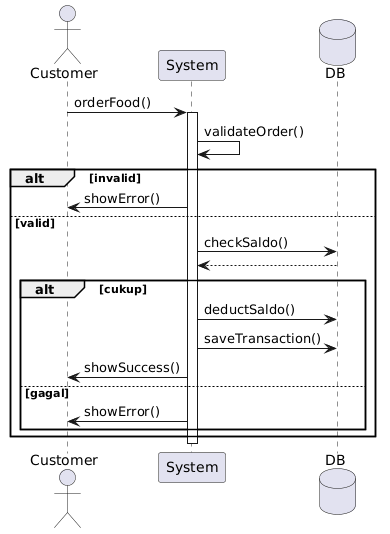 Customer
System
DB
orderFood()
validateOrder()
alt [invalid]
showError()
[valid]
checkSaldo()
alt [cukup]
deductSaldo()
saveTransaction()
showSuccess()
[gagal]
showError()
Customer
System
DB